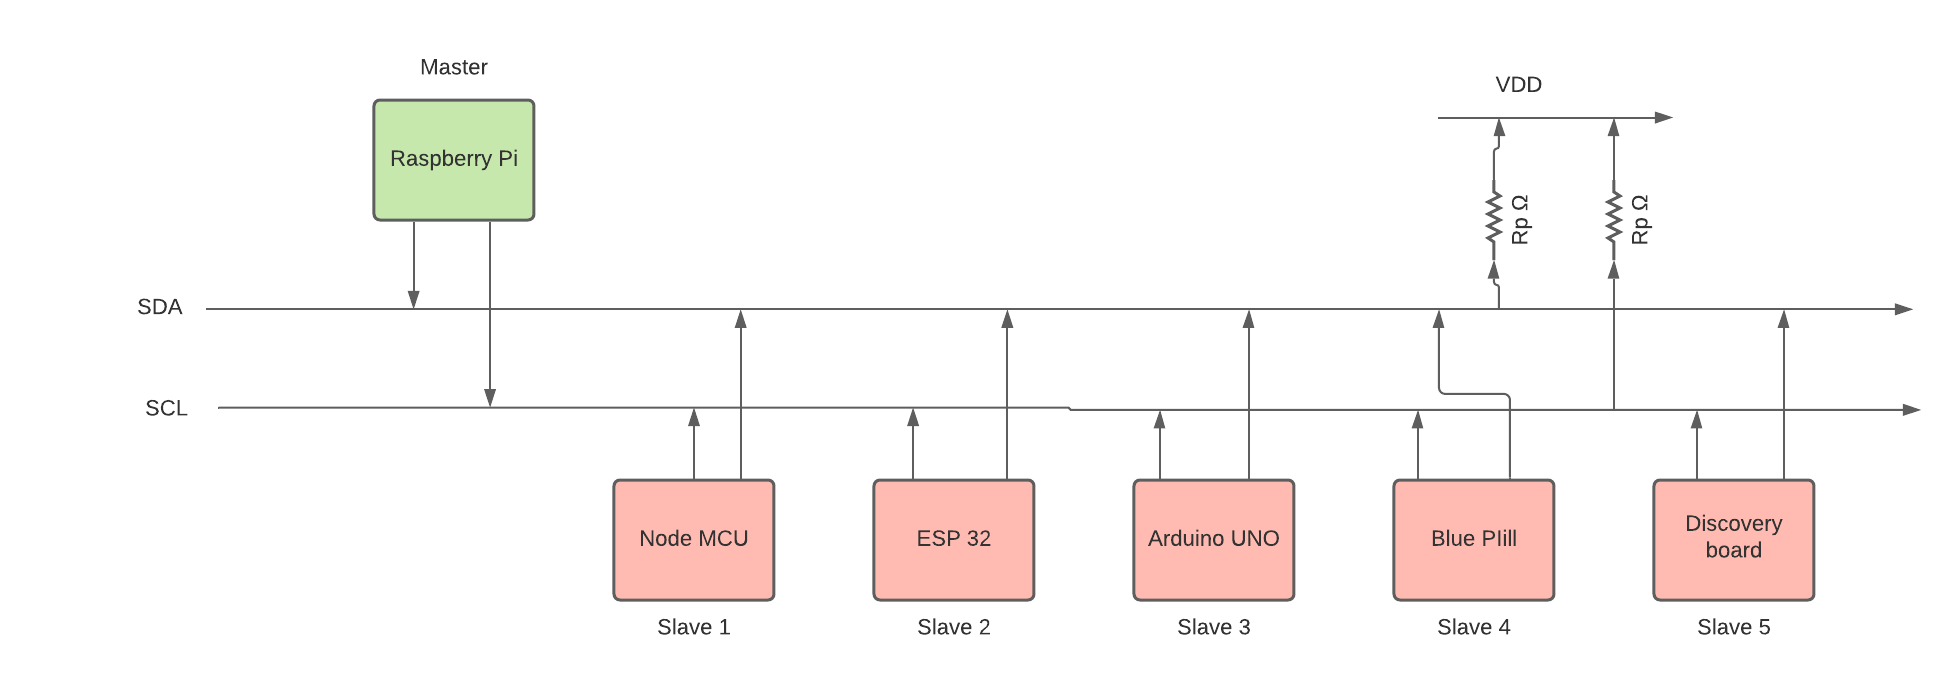 Master
Raspberry Pi
VDD
Rp Ω
Rp Ω
SDA
SCL
Node MCU
ESP 32
Arduino UNO
Blue PIill
Discovery
board
Slave 1
Slave 2
Slave 3
Slave 4
Slave 5